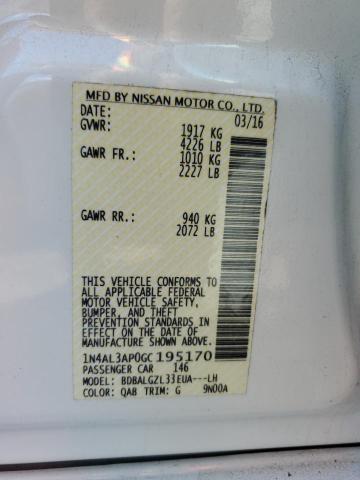 MFD BY NISSAN MOTOR CO., LTD.
DATE: 03/16
GVWR: 1917 KG
4226 LB
GAWR FR.: 1010 KG
2227 LB
GAWR RR.: 940 KG
2072 LB
THIS VEHICLE CONFORMS TO
ALL APPLICABLE FEDERAL
MOTOR VEHICLE SAFETY,
BUMPER, AND THEFT
PREVENTION STANDARDS
IN EFFECT ON THE DATE OF
MANUFACTURE SHOWN ABOVE.
1N4AL3AP0GC195170
PASSENGER CAR 146
MODEL: BDBALGZL33EUA---LH
COLOR: QAB TRIM: G 9N00A